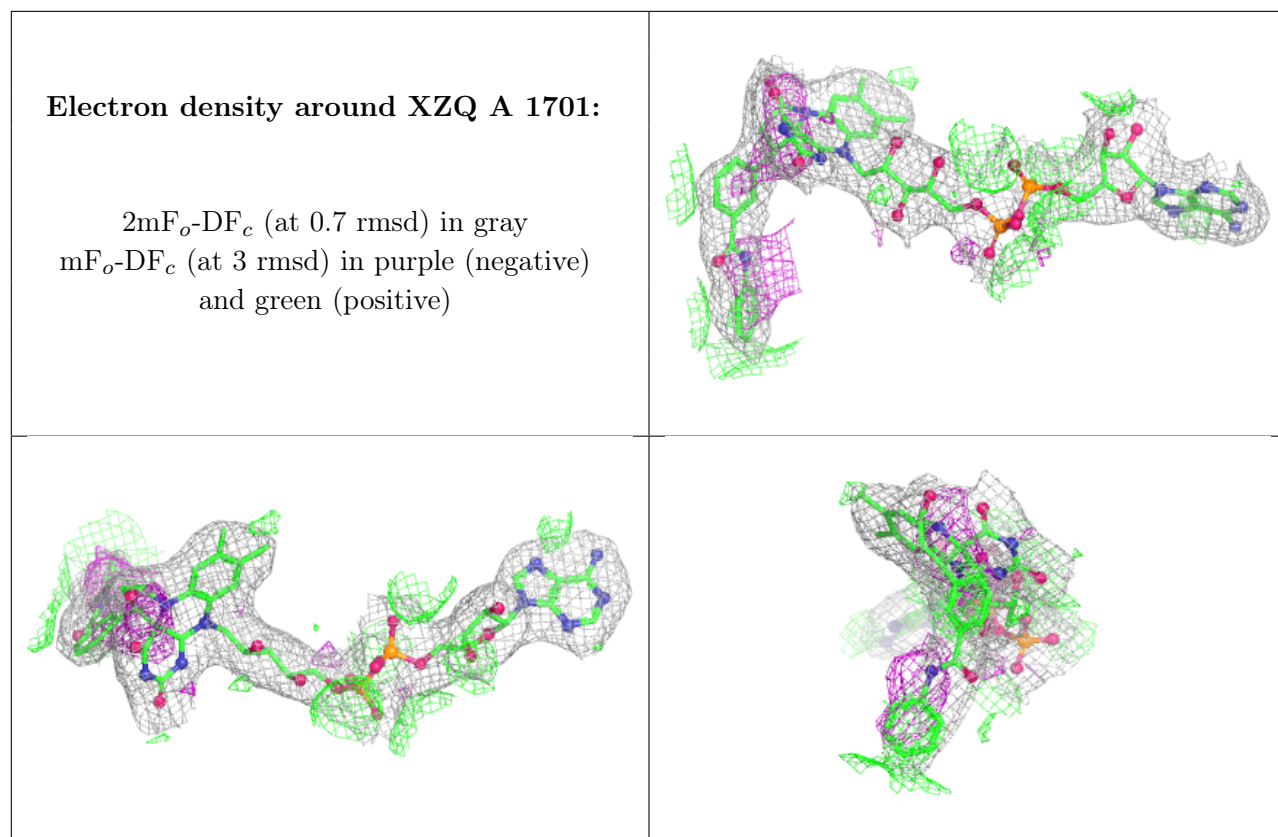 Electron density around XZQ A 1701:
2mFo-DFc (at 0.7 rmsd) in gray
mFo-DFc (at 3 rmsd) in purple (negative)
and green (positive)